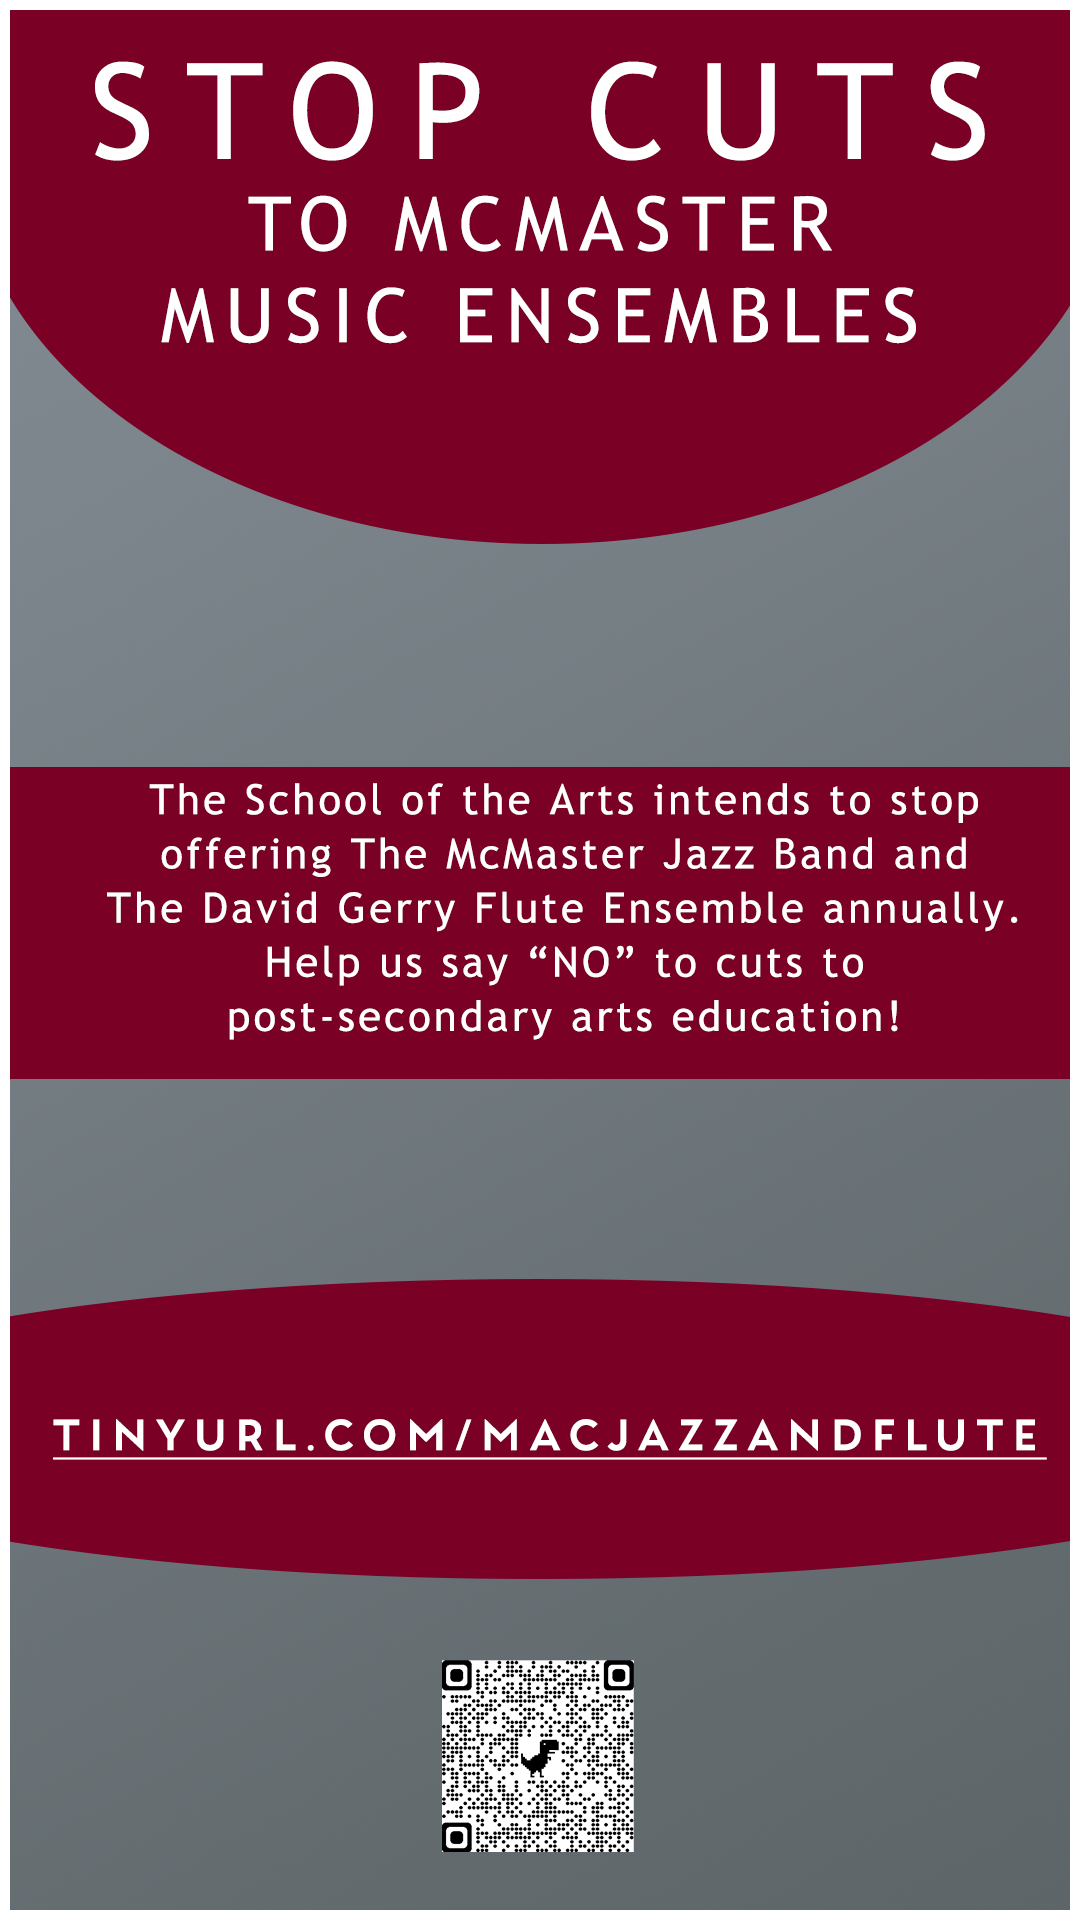 STOP CUTS
TO MCMASTER
MUSIC ENSEMBLES
The School of the Arts intends to stop
offering The McMaster Jazz Band and
The David Gerry Flute Ensemble annually.
Help us say “NO” to cuts to
post-secondary arts education!
TINYURL.COM/MACJAZZANDFLUTE